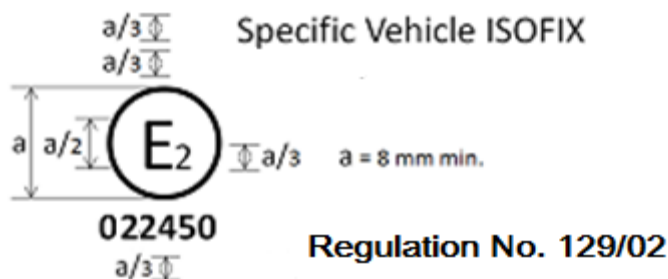 a/3 Specific Vehicle ISOFIX
a/3
a a/2 E2 a/3 a = 8 mm min.
022450
Regulation No. 129/02
a/3